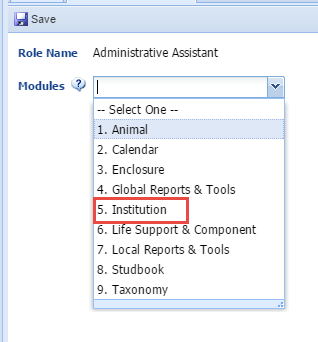 Save
Role Name Administrative Assistant
Modules ?
-- Select One --
1. Animal
2. Calendar
3. Enclosure
4. Global Reports & Tools
5. Institution
6. Life Support & Component
7. Local Reports & Tools
8. Studbook
9. Taxonomy